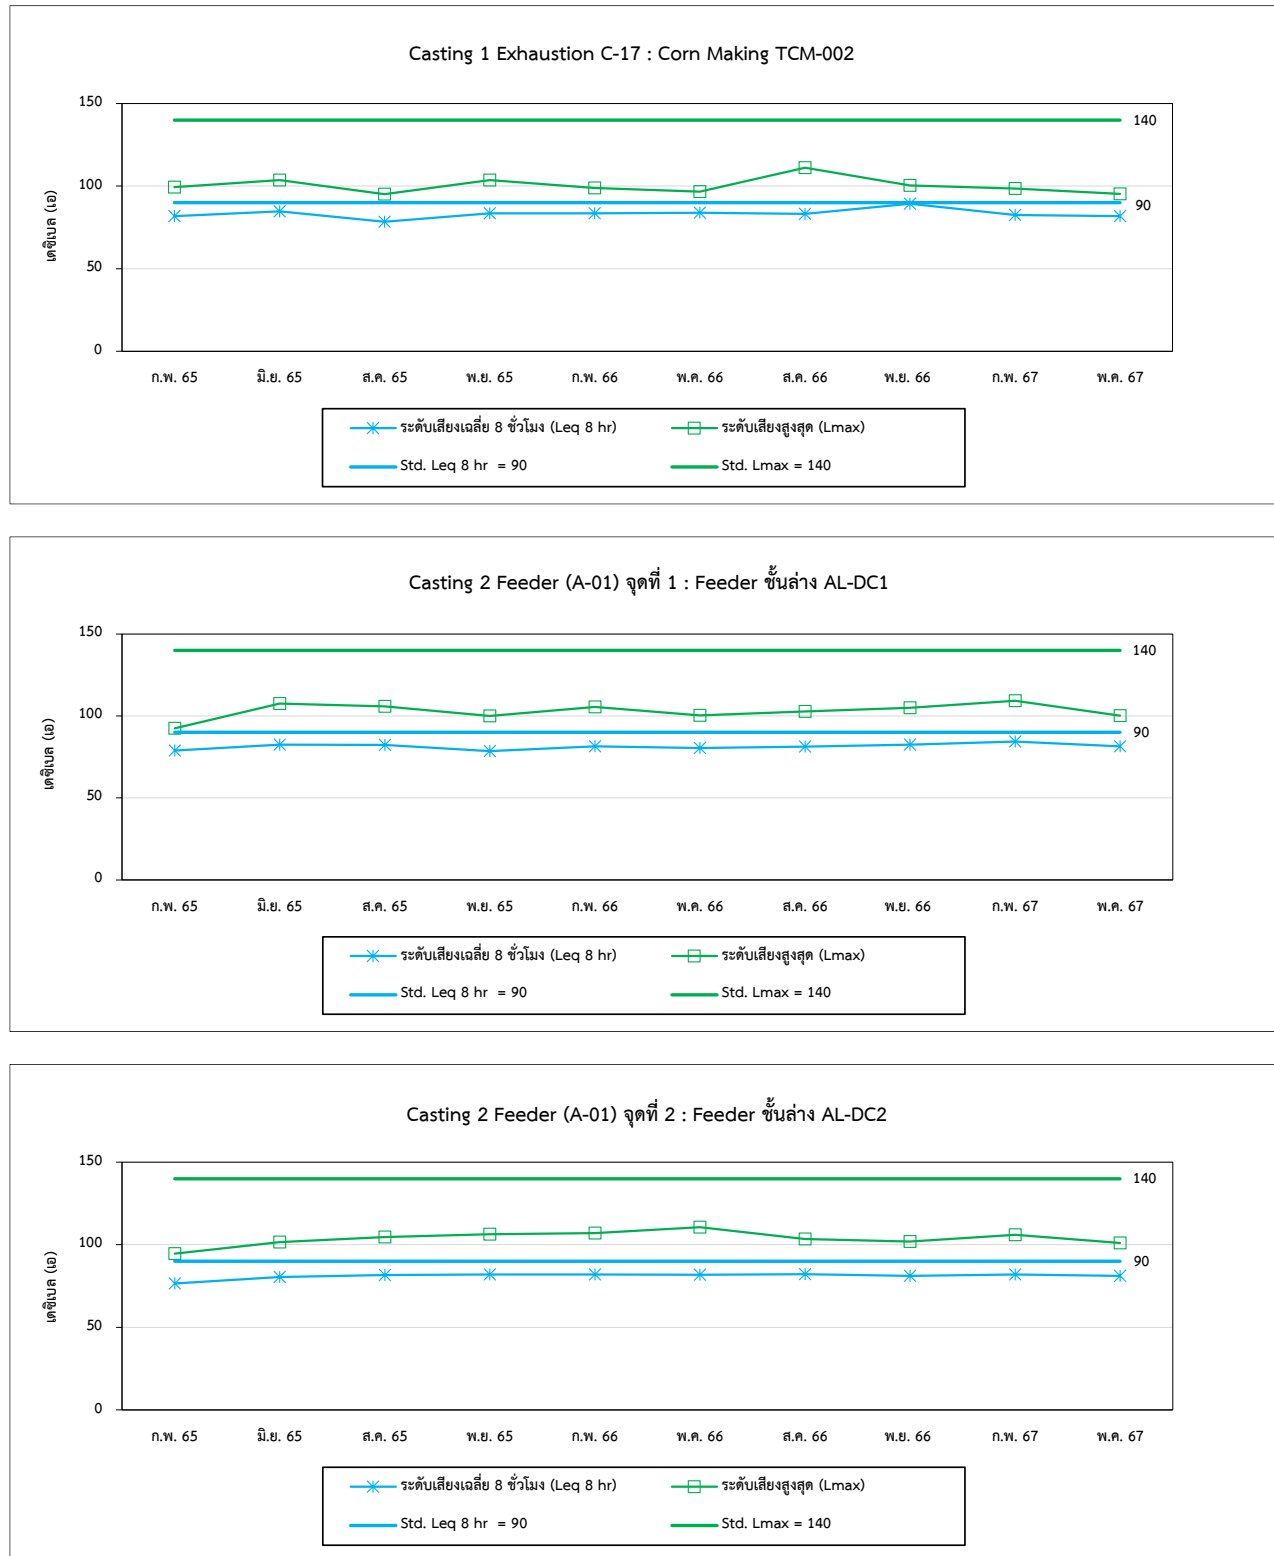 Casting 1 Exhaustion C-17 : Corn Making TCM-002
150
140
100
90
50
0
เดซิเบล (เอ)
ก.พ. 65 มิ.ย. 65 ส.ค. 65 พ.ย. 65 ก.พ. 66 พ.ค. 66 ส.ค. 66 พ.ย. 66 ก.พ. 67 พ.ค. 67
ระดับเสียงเฉลี่ย 8 ชั่วโมง (Leq 8 hr) ระดับเสียงสูงสุด (Lmax)
Std. Leq 8 hr = 90 Std. Lmax = 140
Casting 2 Feeder (A-01) จุดที่ 1 : Feeder ชั้นล่าง AL-DC1
150
140
100
90
50
0
เดซิเบล (เอ)
ก.พ. 65 มิ.ย. 65 ส.ค. 65 พ.ย. 65 ก.พ. 66 พ.ค. 66 ส.ค. 66 พ.ย. 66 ก.พ. 67 พ.ค. 67
ระดับเสียงเฉลี่ย 8 ชั่วโมง (Leq 8 hr) ระดับเสียงสูงสุด (Lmax)
Std. Leq 8 hr = 90 Std. Lmax = 140
Casting 2 Feeder (A-01) จุดที่ 2 : Feeder ชั้นล่าง AL-DC2
150
140
100
90
50
0
เดซิเบล (เอ)
ก.พ. 65 มิ.ย. 65 ส.ค. 65 พ.ย. 65 ก.พ. 66 พ.ค. 66 ส.ค. 66 พ.ย. 66 ก.พ. 67 พ.ค. 67
ระดับเสียงเฉลี่ย 8 ชั่วโมง (Leq 8 hr) ระดับเสียงสูงสุด (Lmax)
Std. Leq 8 hr = 90 Std. Lmax = 140